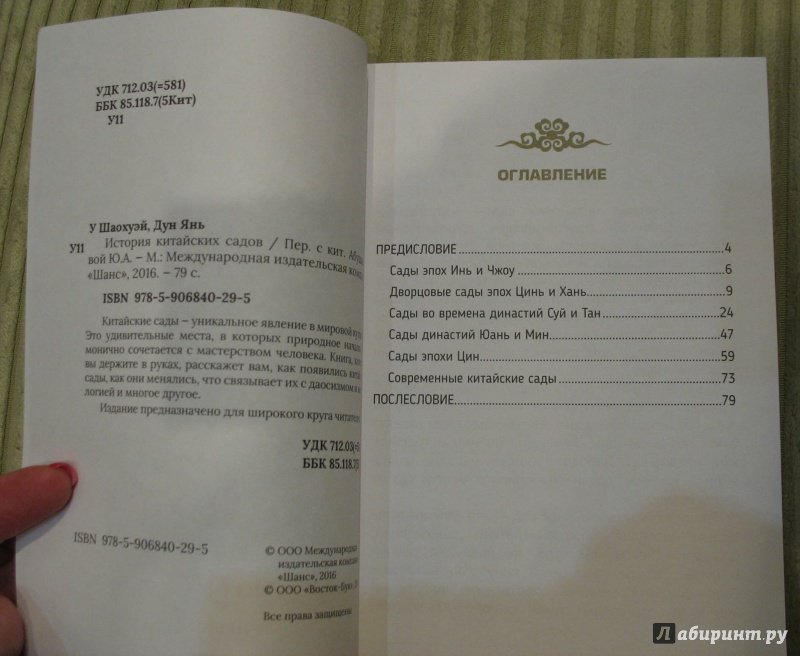 УДК 712.03(=581)
ББК 85.118.7(5Кит)
У11
У Шаохуэй, Дун Янь
У11 История китайских садов / Пер. с кит.
вой Ю.А. – М.: Международная издательская
«Шанс», 2016. – 79 с.
ISBN 978-5-906840-29-5
Китайские сады – уникальное явление в мировой
Это удивительные места, в которых природное
монично сочетается с мастерством человека. Книга,
вы держите в руках, расскажет вам, как появились
сады, как они менялись, что связывает их с даосизмом и
логией и многое другое.
Издание предназначено для широкого круга
УДК 712.03(=
ББК 85.118.7(
ISBN 978-5-906840-29-5
© ООО Международная
издательская
«Шанс», 2016
© ООО
Все права защищены
ОГЛАВЛЕНИЕ
ПРЕДИСЛОВИЕ 4
Сады эпох Инь и Чжоу 6
Дворцовые сады эпох Цинь и Хань 9
Сады во времена династий Суй и Тан 24
Сады династий Юань и Мин 47
Сады эпохи Цин 59
Современные китайские сады 73
ПОСЛЕСЛОВИЕ 79
Лабиринт.ру